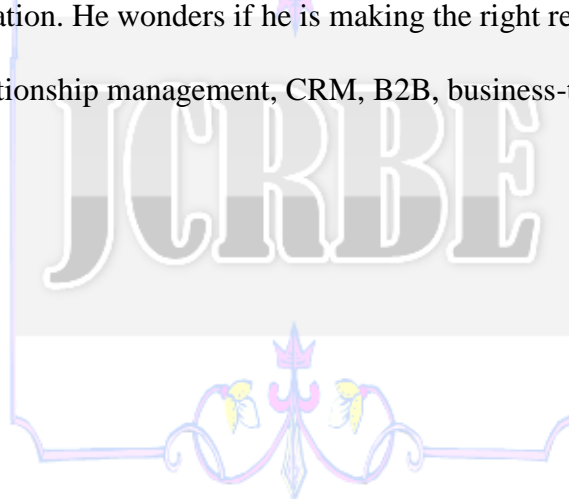 ation. He wonders if he is making the right re
tionship management, CRM, B2B, business-t
JCRBE